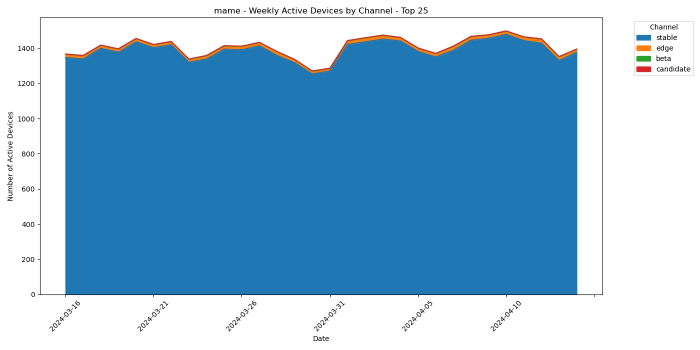 mame - Weekly Active Devices by Channel - Top 25
Number of Active Devices
1400
1200
1000
800
600
400
200
0
2024-03-16
2024-03-21
2024-03-26
2024-03-31
2024-04-05
2024-04-10
Date
Channel
stable
edge
beta
candidate